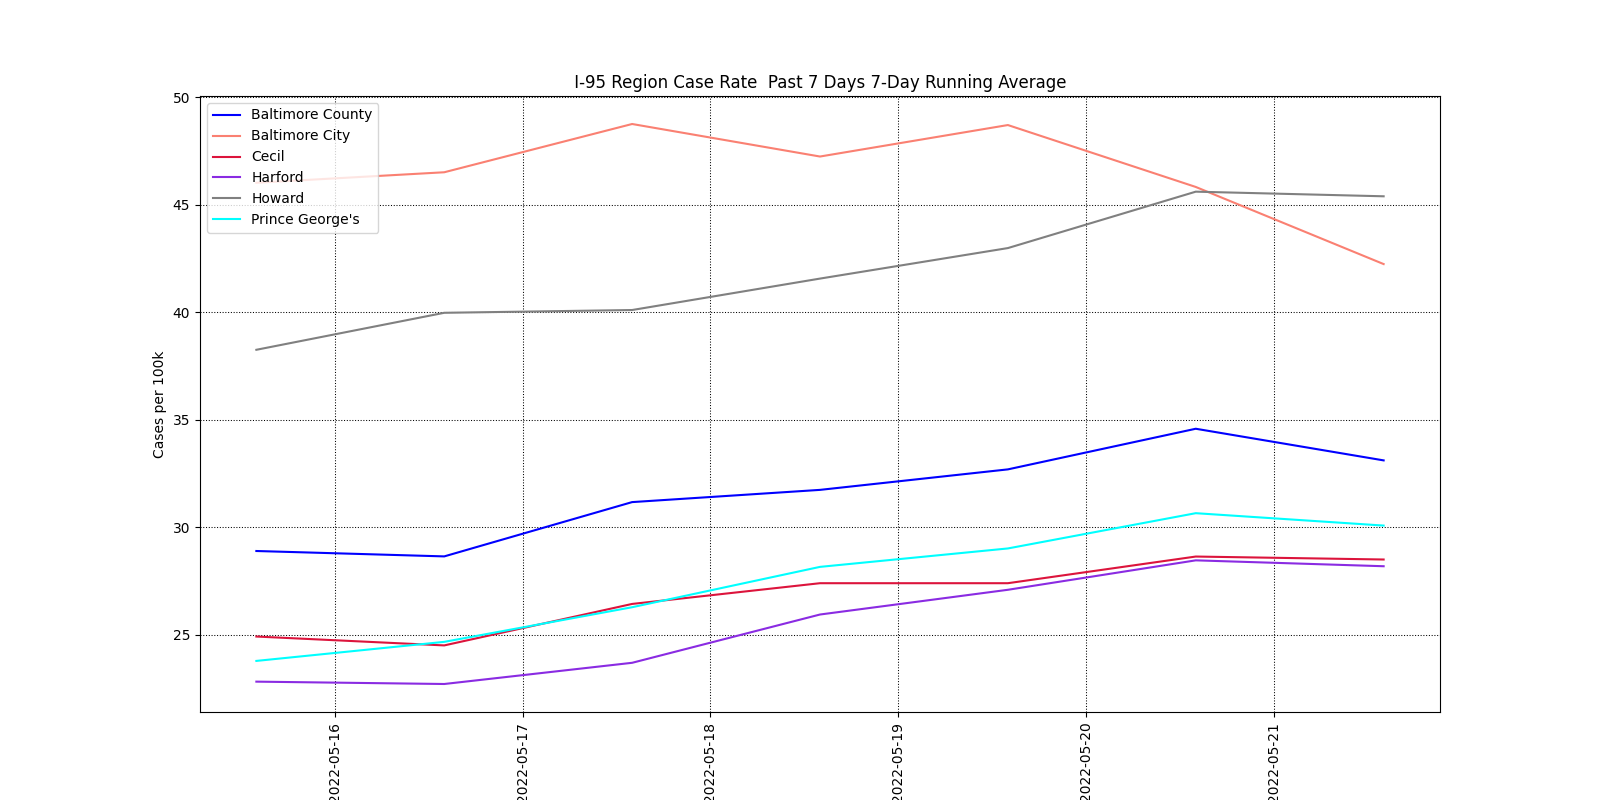 I-95 Region Case Rate  Past 7 Days 7-Day Running Average
Baltimore County
Baltimore City
Cecil
Harford
Howard
Prince George's
50
45
40
35
30
25
Cases per 100k
2022-05-16
2022-05-17
2022-05-18
2022-05-19
2022-05-20
2022-05-21